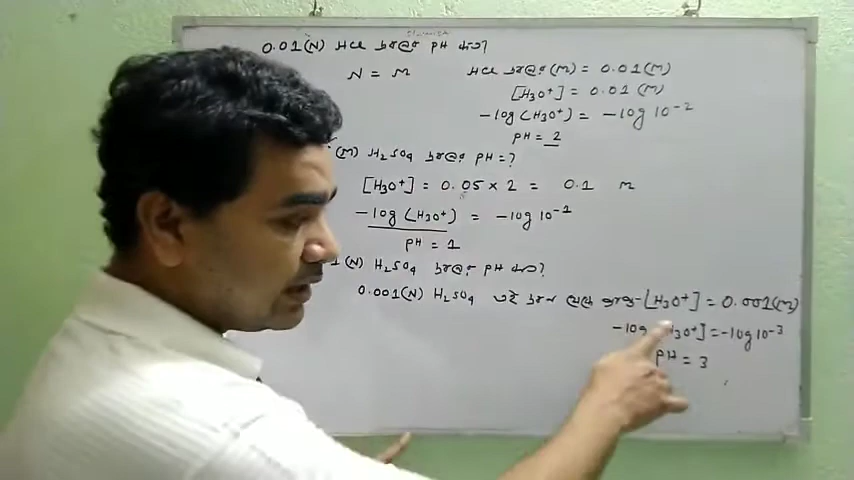 0.01(N) HCl দ্রবণের PH কত?
N = M HCl দ্রবণের (M) = 0.01(M)
[H₃O⁺] = 0.01 (M)
-log (H₃O⁺) = -log 10⁻²
PH = 2
(M) H₂SO₄ দ্রবণের PH = ?
[H₃O⁺] = 0.05 × 2 = 0.1 M
-log (H₃O⁺) = -log 10⁻¹
PH = 1
1(N) H₂SO₄ দ্রবণের PH কত?
0.001(N) H₂SO₄ [H₃O⁺] = 0.001(M)
-log H₃O⁺] = -log 10⁻³
PH = 3